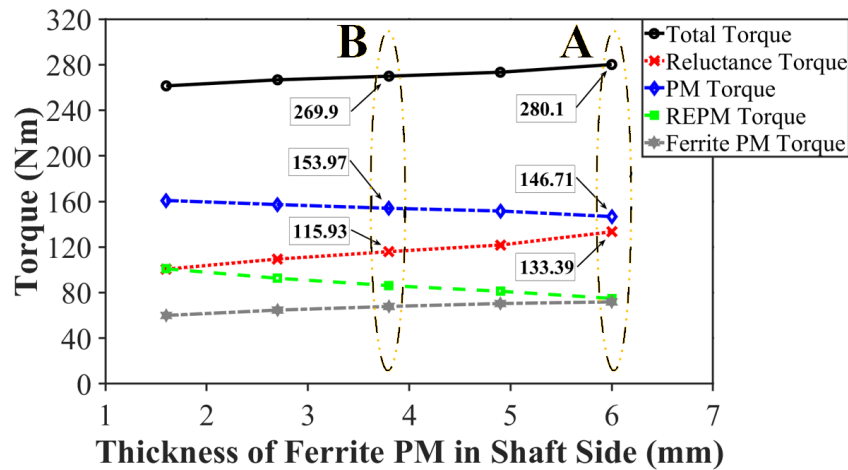 320
280
240
200
160
120
80
40
0
Torque (Nm)
1 2 3 4 5 6 7
Thickness of Ferrite PM in Shaft Side (mm)
B
A
269.9
280.1
153.97
146.71
115.93
133.39
Total Torque
Reluctance Torque
PM Torque
REPM Torque
Ferrite PM Torque